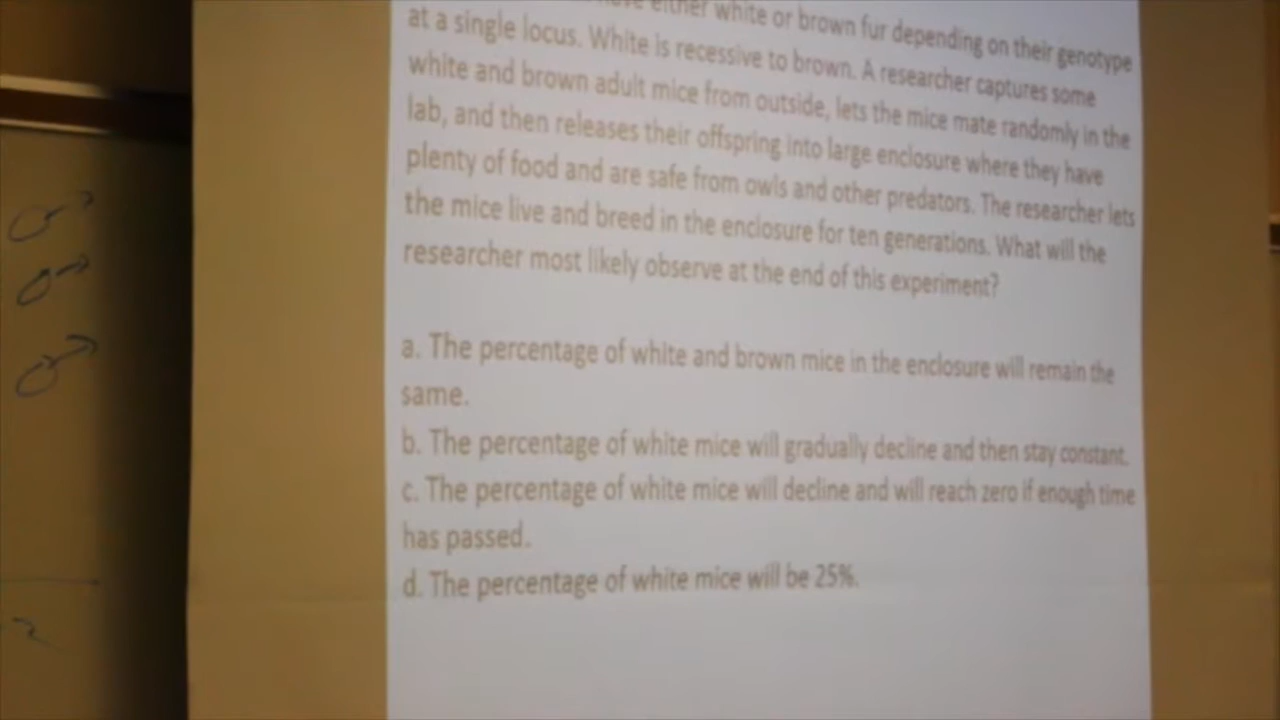 either white or brown fur depending on their genotype
at a single locus. White is recessive to brown. A researcher captures some
white and brown adult mice from outside, lets the mice mate randomly in the
lab, and then releases their offspring into large enclosure where they have
plenty of food and are safe from owls and other predators. The researcher lets
the mice live and breed in the enclosure for ten generations. What will the
researcher most likely observe at the end of this experiment?
a. The percentage of white and brown mice in the enclosure will remain the
same.
b. The percentage of white mice will gradually decline and then stay constant.
c. The percentage of white mice will decline and will reach zero if enough time
has passed.
d. The percentage of white mice will be 25%.